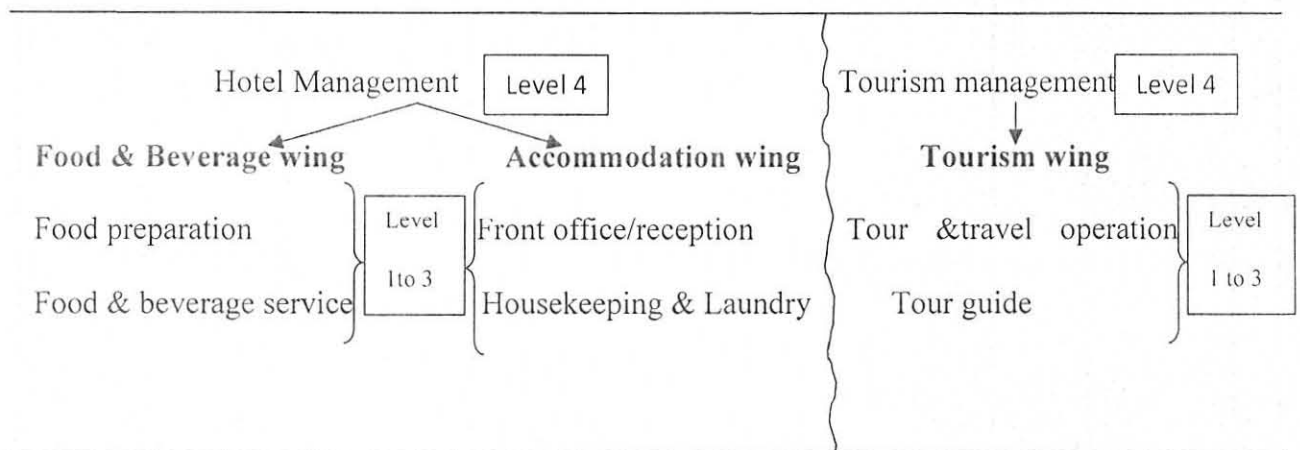 Hotel Management Level 4 Tourism management Level 4
Food & Beverage wing Accommodation wing Tourism wing
Food preparation Level Front office/reception Tour &travel operation Level
1to 3 1 to 3
Food & beverage service Housekeeping & Laundry Tour guide